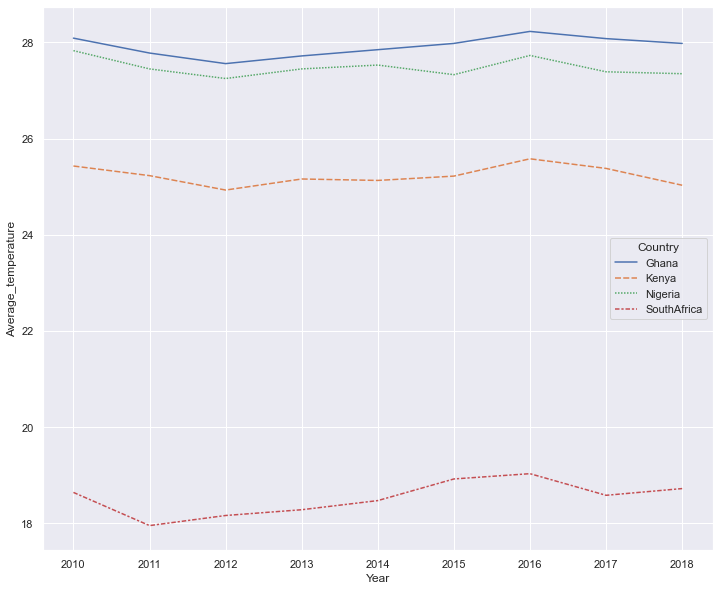 28
26
24
22
20
18
Average_temperature
Country
Ghana
Kenya
Nigeria
SouthAfrica
2010 2011 2012 2013 2014 2015 2016 2017 2018
Year